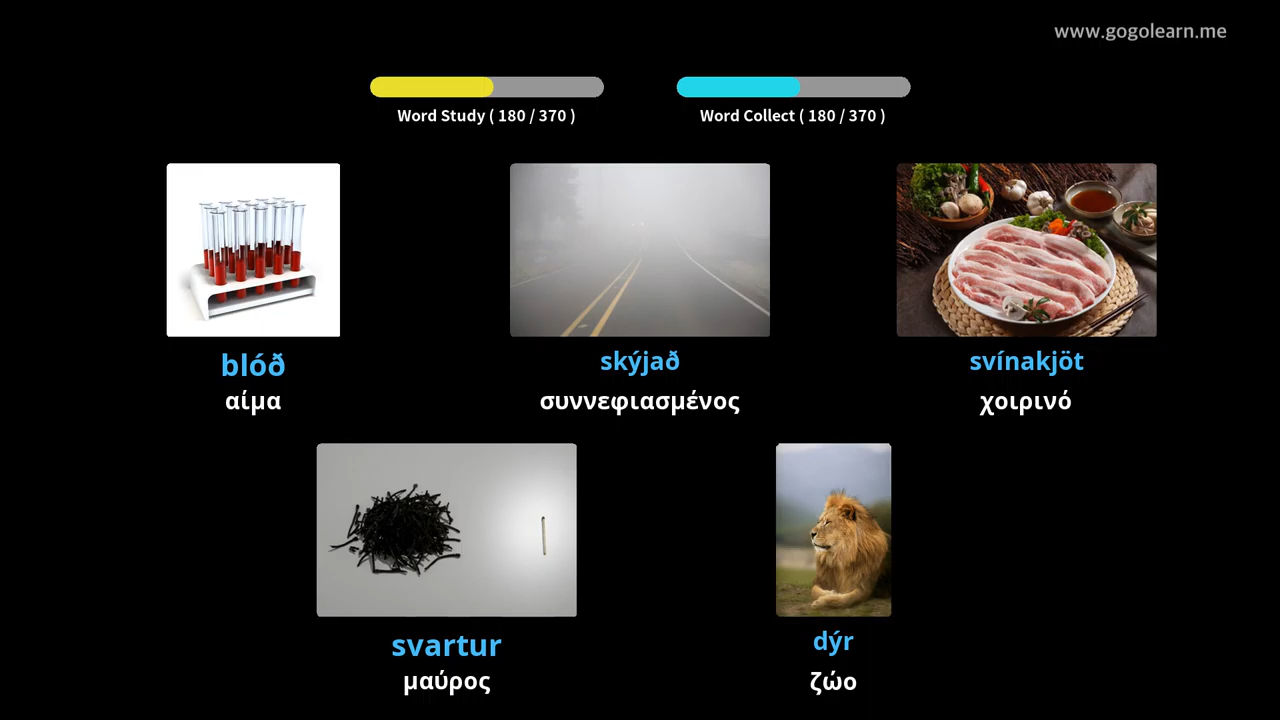 www.gogolearn.me
Word Study ( 180 / 370 )
Word Collect ( 180 / 370 )
blóð
αίμα
skýjað
συννεφιασμένος
svínakjöt
χοιρινό
svartur
μαύρος
dýr
ζώο